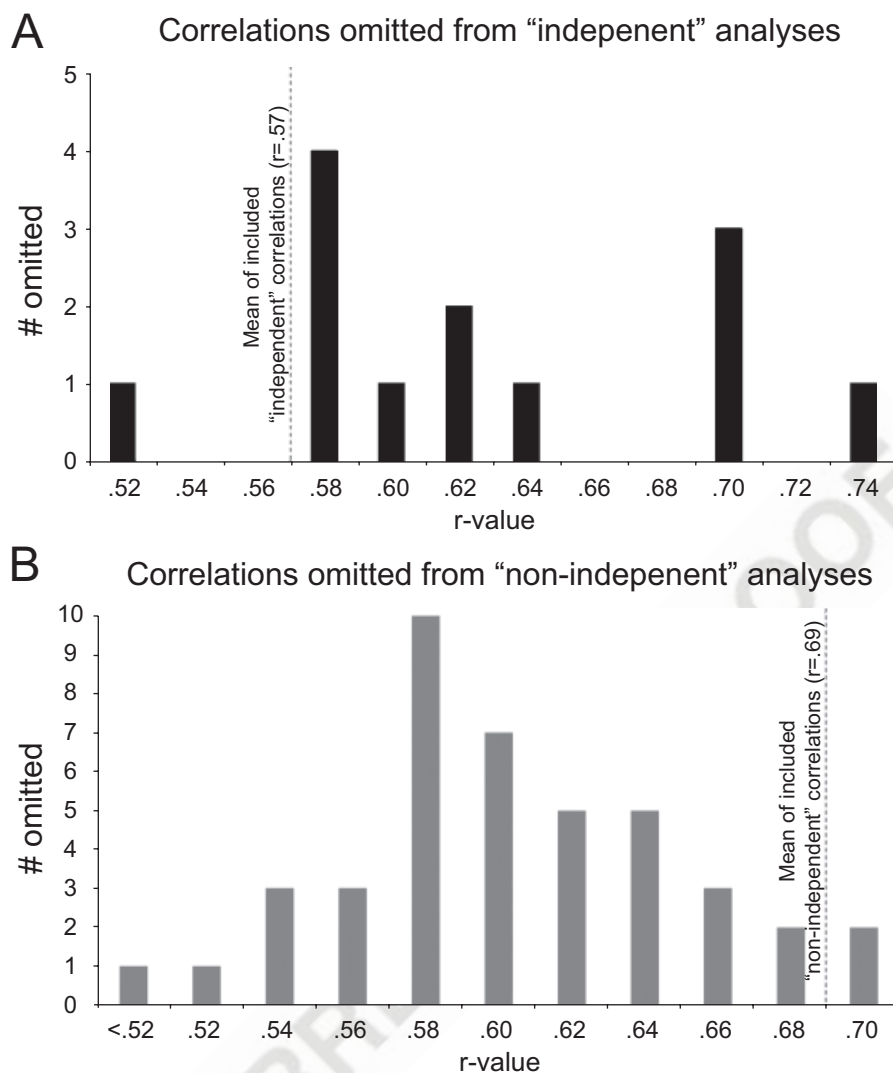 A
Correlations omitted from “indepenent” analyses
5
4
3
2
1
0
# omitted
Mean of included
“independent” correlations (r=.57)
.52 .54 .56 .58 .60 .62 .64 .66 .68 .70 .72 .74
r-value
B
Correlations omitted from “non-indepenent” analyses
10
9
8
7
6
5
4
3
2
1
0
# omitted
Mean of included
“non-independent” correlations (r=.69)
<.52 .52 .54 .56 .58 .60 .62 .64 .66 .68 .70
r-value